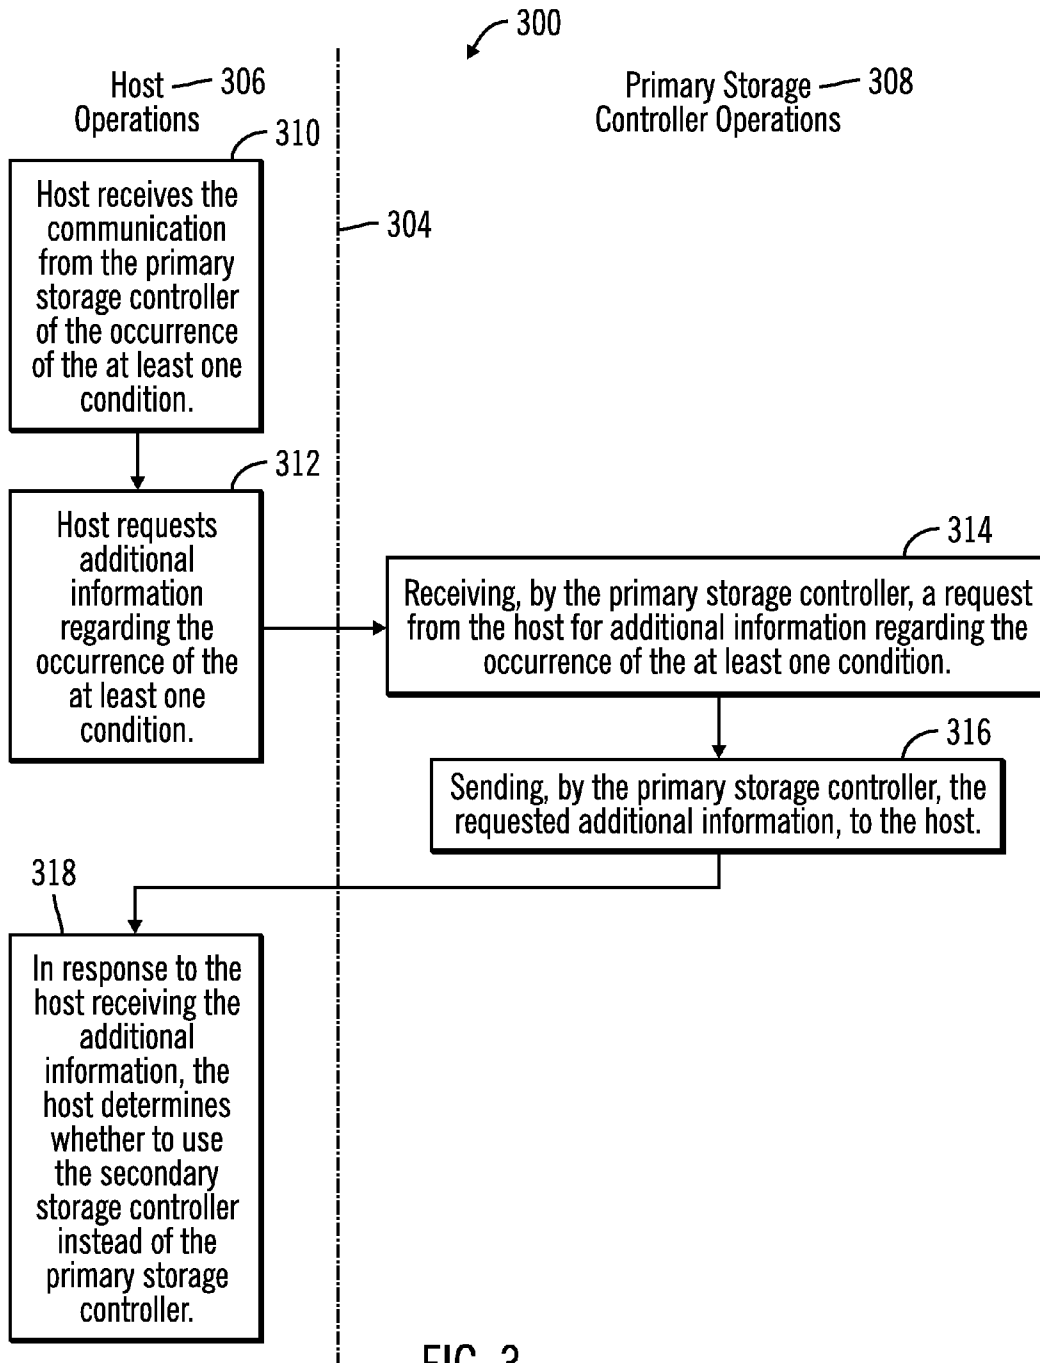 300
Host
Operations
306
Primary Storage
Controller Operations
308
304
310
Host receives the
communication
from the primary
storage controller
of the occurrence
of the at least one
condition.
312
Host requests
additional
information
regarding the
occurrence of the
at least one
condition.
314
Receiving, by the primary storage controller, a request
from the host for additional information regarding the
occurrence of the at least one condition.
316
Sending, by the primary storage controller, the
requested additional information, to the host.
318
In response to the
host receiving the
additional
information, the
host determines
whether to use
the secondary
storage controller
instead of the
primary storage
controller.
FIG. 3